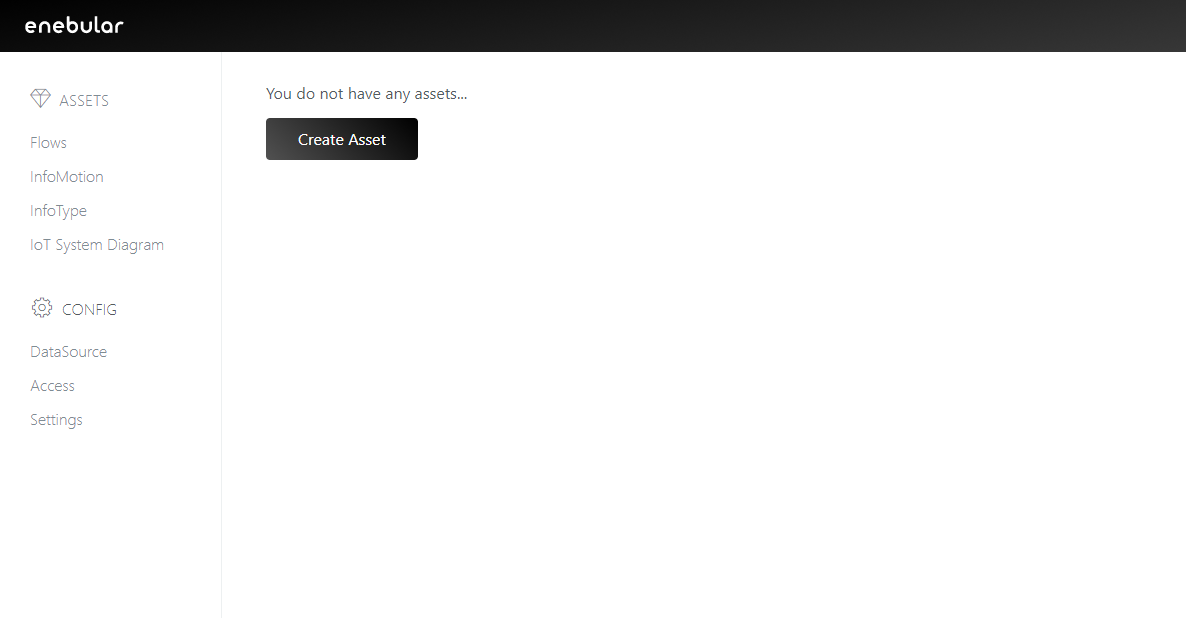 enebular
ASSETS
Flows
InfoMotion
InfoType
IoT System Diagram
CONFIG
DataSource
Access
Settings
You do not have any assets...
Create Asset